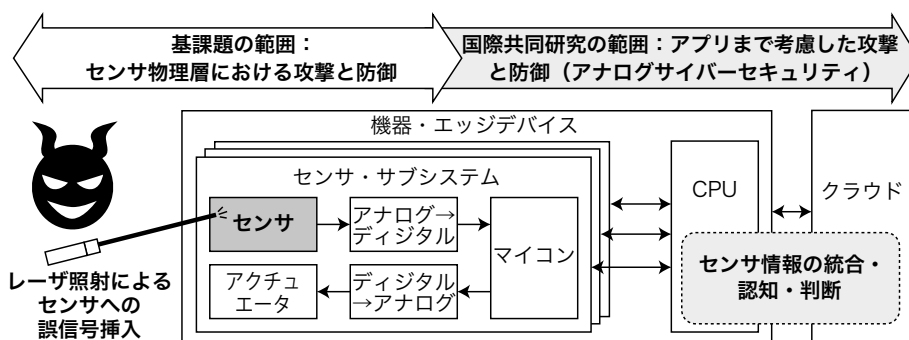 基課題の範囲：
センサ物理層における攻撃と防御
国際共同研究の範囲：アプリまで考慮した攻撃
と防御（アナログサイバーセキュリティ）
機器・エッジデバイス
センサ・サブシステム
センサ
アナログ→
ディジタル
マイコン
アクチュ
エータ
ディジタル
→アナログ
CPU
クラウド
センサ情報の統合・
認知・判断
レーザ照射による
センサへの
誤信号挿入